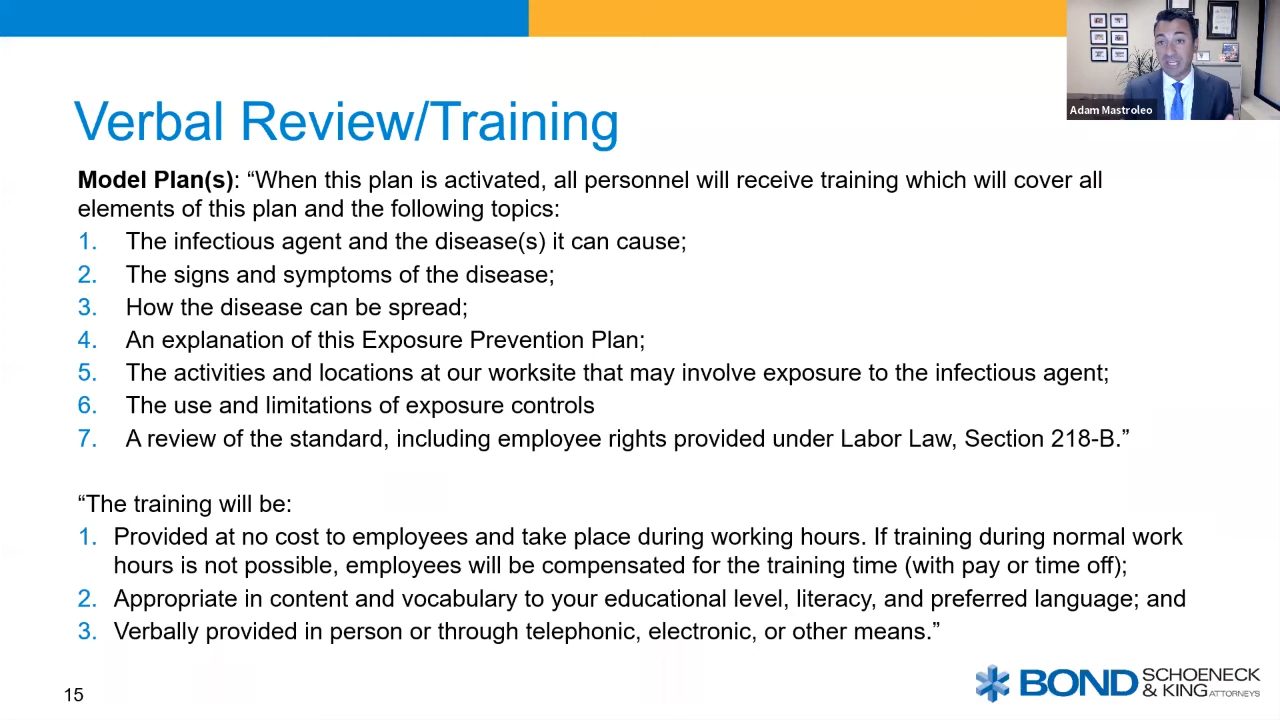 Adam Mastroleo
Verbal Review/Training
Model Plan(s): “When this plan is activated, all personnel will receive training which will cover all
elements of this plan and the following topics:
1. The infectious agent and the disease(s) it can cause;
2. The signs and symptoms of the disease;
3. How the disease can be spread;
4. An explanation of this Exposure Prevention Plan;
5. The activities and locations at our worksite that may involve exposure to the infectious agent;
6. The use and limitations of exposure controls
7. A review of the standard, including employee rights provided under Labor Law, Section 218-B.”
“The training will be:
1. Provided at no cost to employees and take place during working hours. If training during normal work
hours is not possible, employees will be compensated for the training time (with pay or time off);
2. Appropriate in content and vocabulary to your educational level, literacy, and preferred language; and
3. Verbally provided in person or through telephonic, electronic, or other means.”
15
BOND SCHOENECK
& KING ATTORNEYS